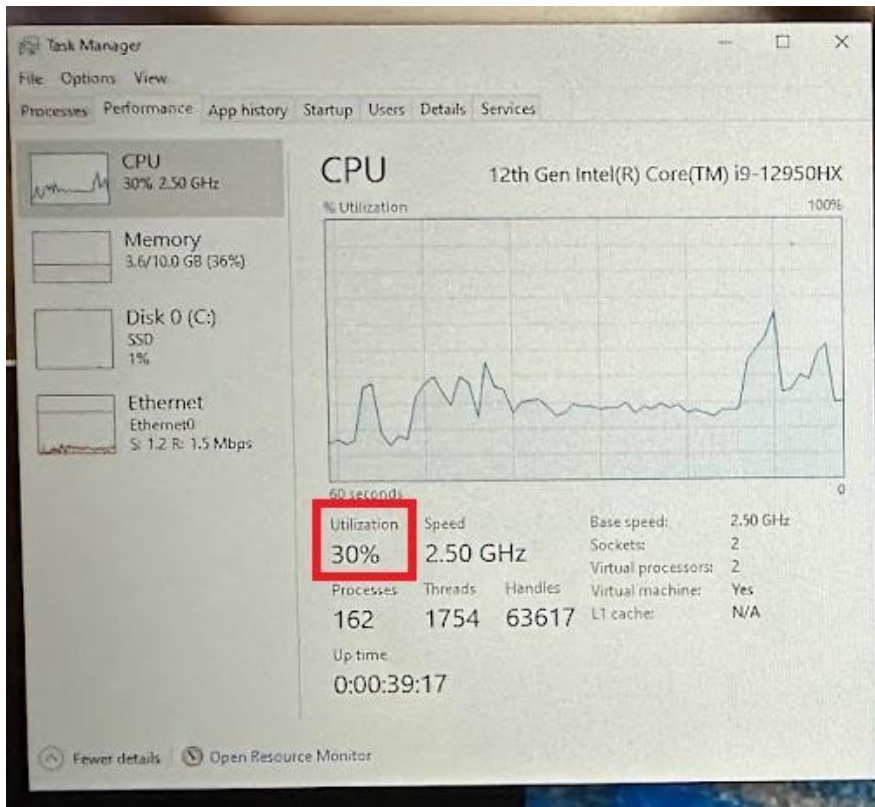 Task Manager
File Options View
Processes Performance App history Startup Users Details Services
CPU
30% 2.50 GHz
Memory
3.6/10.0 GB (36%)
Disk 0 (C:)
SSD
1%
Ethernet
Ethernet0
S: 1.2 R: 1.5 Mbps
CPU 12th Gen Intel(R) Core(TM) i9-12950HX
% Utilization 100%
60 seconds 0
Utilization Speed
30% 2.50 GHz
Processes Threads Handles
162 1754 63617
Up time
0:00:39:17
Base speed: 2.50 GHz
Sockets: 2
Virtual processors: 2
Virtual machine: Yes
L1 cache: N/A
Fewer details Open Resource Monitor